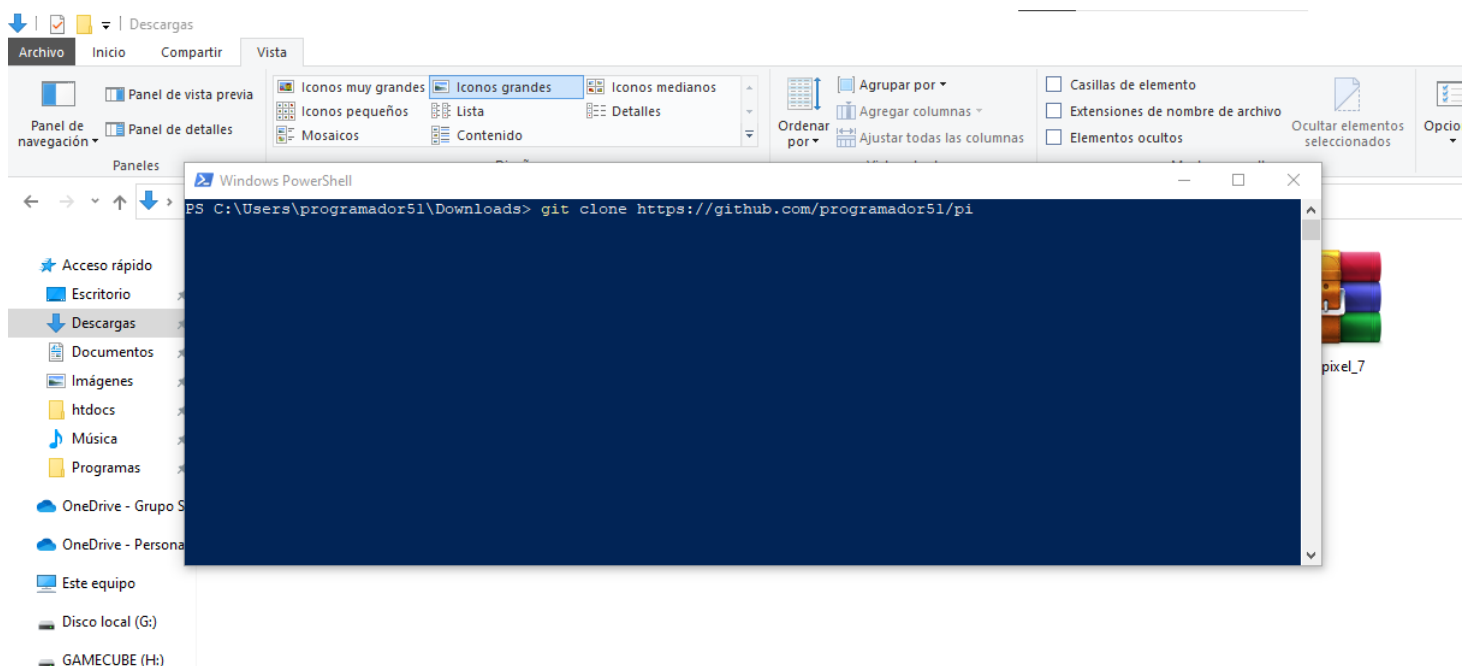 Descargas
Archivo Inicio Compartir Vista
Panel de navegación
Panel de vista previa
Panel de detalles
Paneles
Iconos muy grandes Iconos grandes Iconos medianos
Iconos pequeños Lista Detalles
Mosaicos Contenido
Ordenar por
Agrupar por
Agregar columnas
Ajustar todas las columnas
Casillas de elemento
Extensiones de nombre de archivo
Elementos ocultos
Ocultar elementos seleccionados
Windows PowerShell
PS C:\Users\programador51\Downloads> git clone https://github.com/programador51/pi
Acceso rápido
Escritorio
Descargas
Documentos
Imágenes
htdocs
Música
Programas
OneDrive - Grupo S
OneDrive - Persona
Este equipo
Disco local (G:)
GAMECUBE (H:)
pixel_7